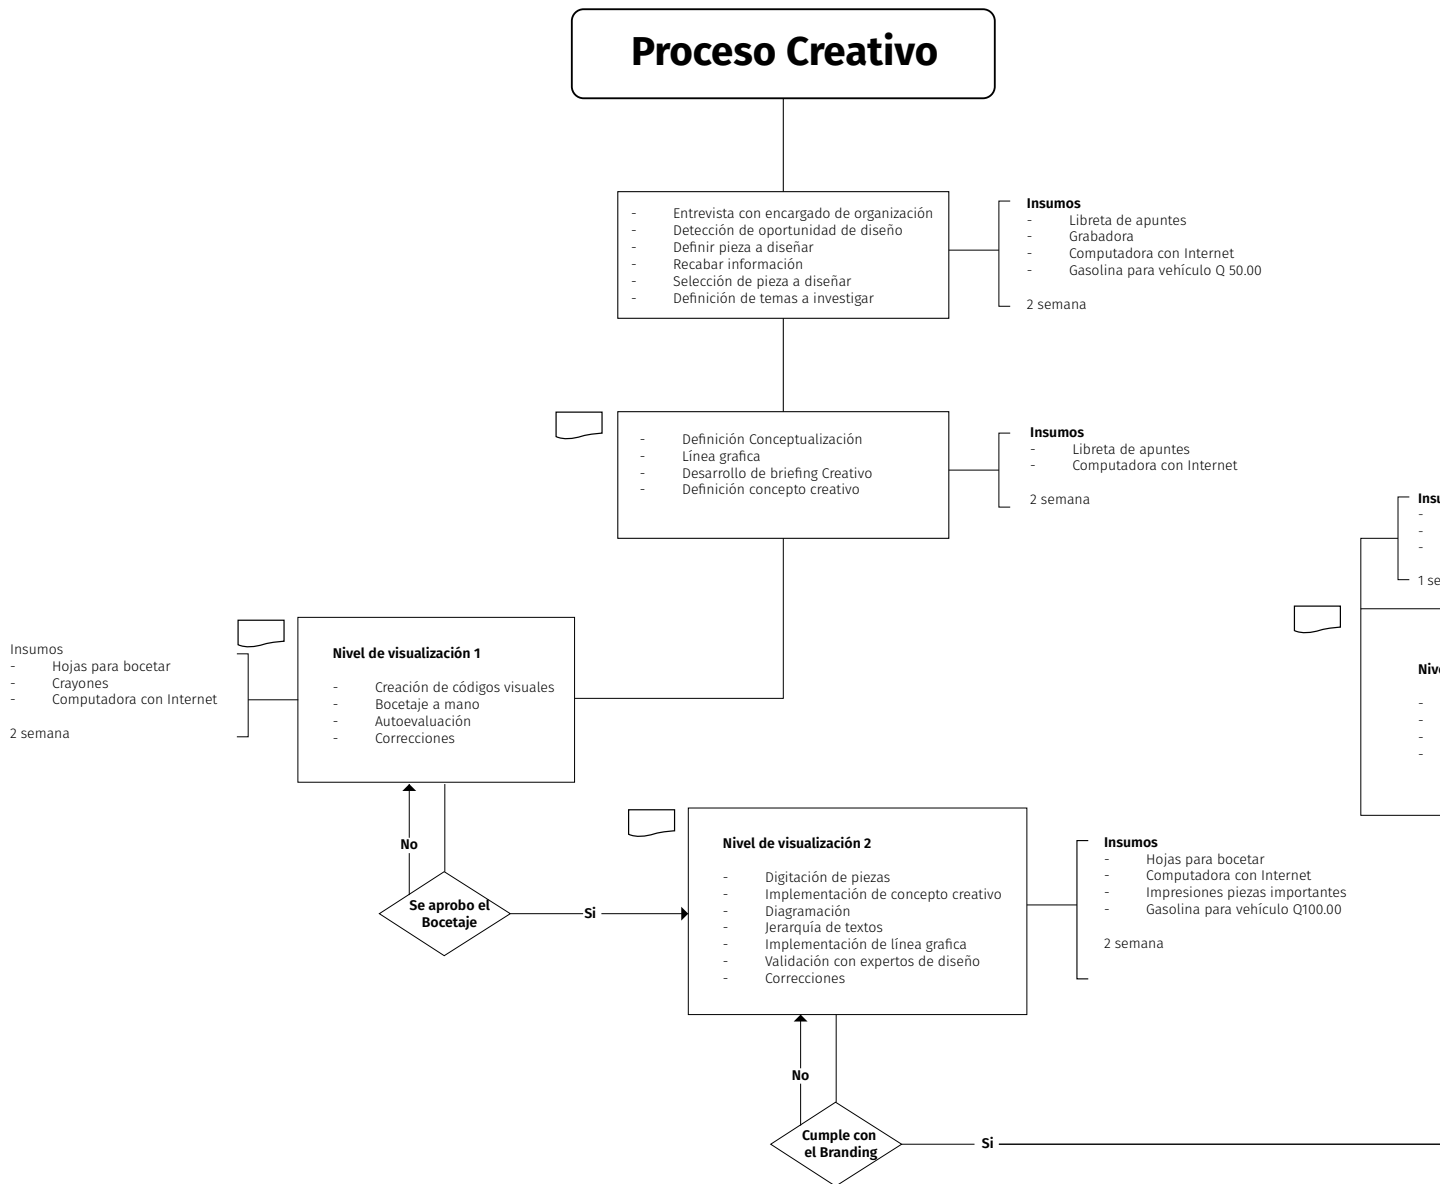 Proceso Creativo
- Entrevista con encargado de organización
- Detección de oportunidad de diseño
- Definir pieza a diseñar
- Recabar información
- Selección de pieza a diseñar
- Definición de temas a investigar
Insumos
- Libreta de apuntes
- Grabadora
- Computadora con Internet
- Gasolina para vehículo Q 50.00
2 semana
- Definición Conceptualización
- Línea grafica
- Desarrollo de briefing Creativo
- Definición concepto creativo
Insumos
- Libreta de apuntes
- Computadora con Internet
2 semana
Insumos
- Hojas para bocetar
- Crayones
- Computadora con Internet
2 semana
Nivel de visualización 1
- Creación de códigos visuales
- Bocetaje a mano
- Autoevaluación
- Correcciones
No
Se aprobo el
Bocetaje
Si
Nivel de visualización 2
- Digitación de piezas
- Implementación de concepto creativo
- Diagramación
- Jerarquía de textos
- Implementación de línea grafica
- Validación con expertos de diseño
- Correcciones
Insumos
- Hojas para bocetar
- Computadora con Internet
- Impresiones piezas importantes
- Gasolina para vehículo Q100.00
2 semana
No
Cumple con
el Branding
Si
-
-
-
1
-
-
-
-